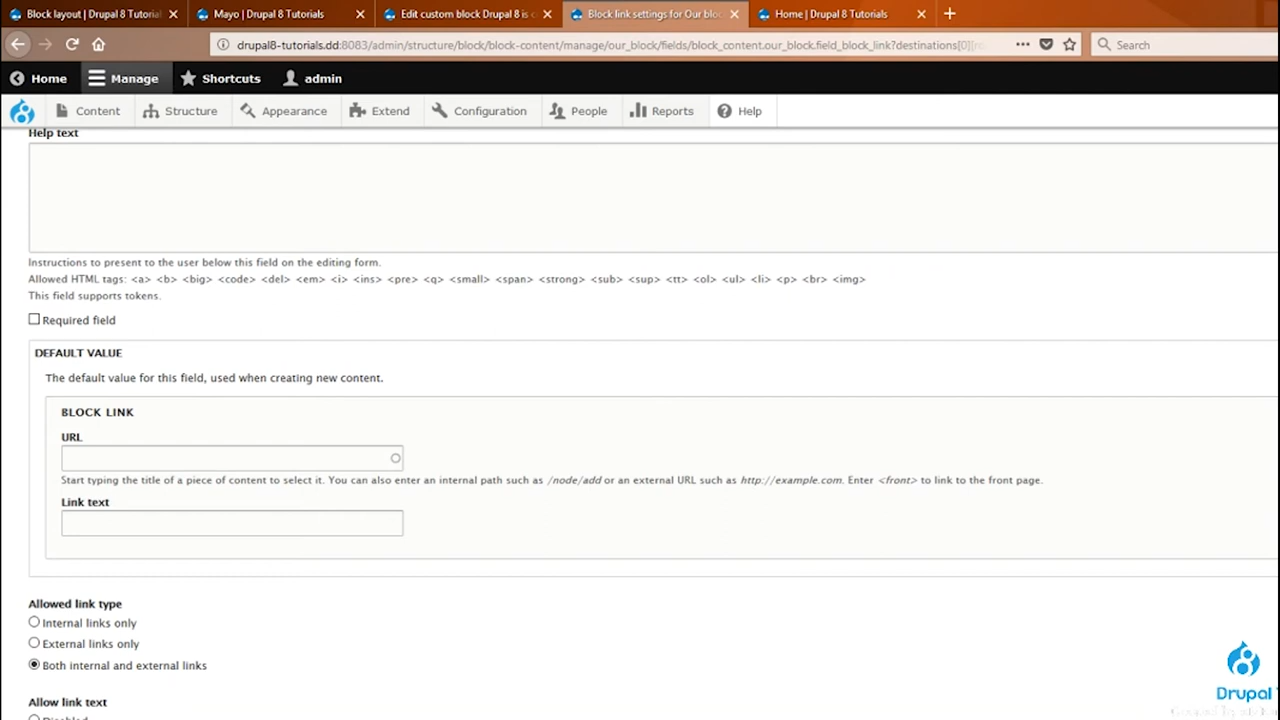 Block layout | Drupal 8 Tutorial
Mayo | Drupal 8 Tutorials
Edit custom block Drupal 8 is
Block link settings for Our blo
Home | Drupal 8 Tutorials
drupal8-tutorials.dd:8083/admin/structure/block/block-content/manage/our_block/fields/block_content.our_block.field_block_link?destinations[0]
Search
Home
Manage
Shortcuts
admin
Content
Structure
Appearance
Extend
Configuration
People
Reports
Help
Help text
Instructions to present to the user below this field on the editing form.
Allowed HTML tags: <a> <b> <big> <code> <del> <em> <i> <ins> <pre> <q> <small> <span> <strong> <sub> <sup> <tt> <ol> <ul> <li> <p> <br> <img>
This field supports tokens.
Required field
DEFAULT VALUE
The default value for this field, used when creating new content.
BLOCK LINK
URL
Start typing the title of a piece of content to select it. You can also enter an internal path such as /node/add or an external URL such as http://example.com. Enter <front> to link to the front page.
Link text
Allowed link type
Internal links only
External links only
Both internal and external links
Allow link text
Disabled
Drupal